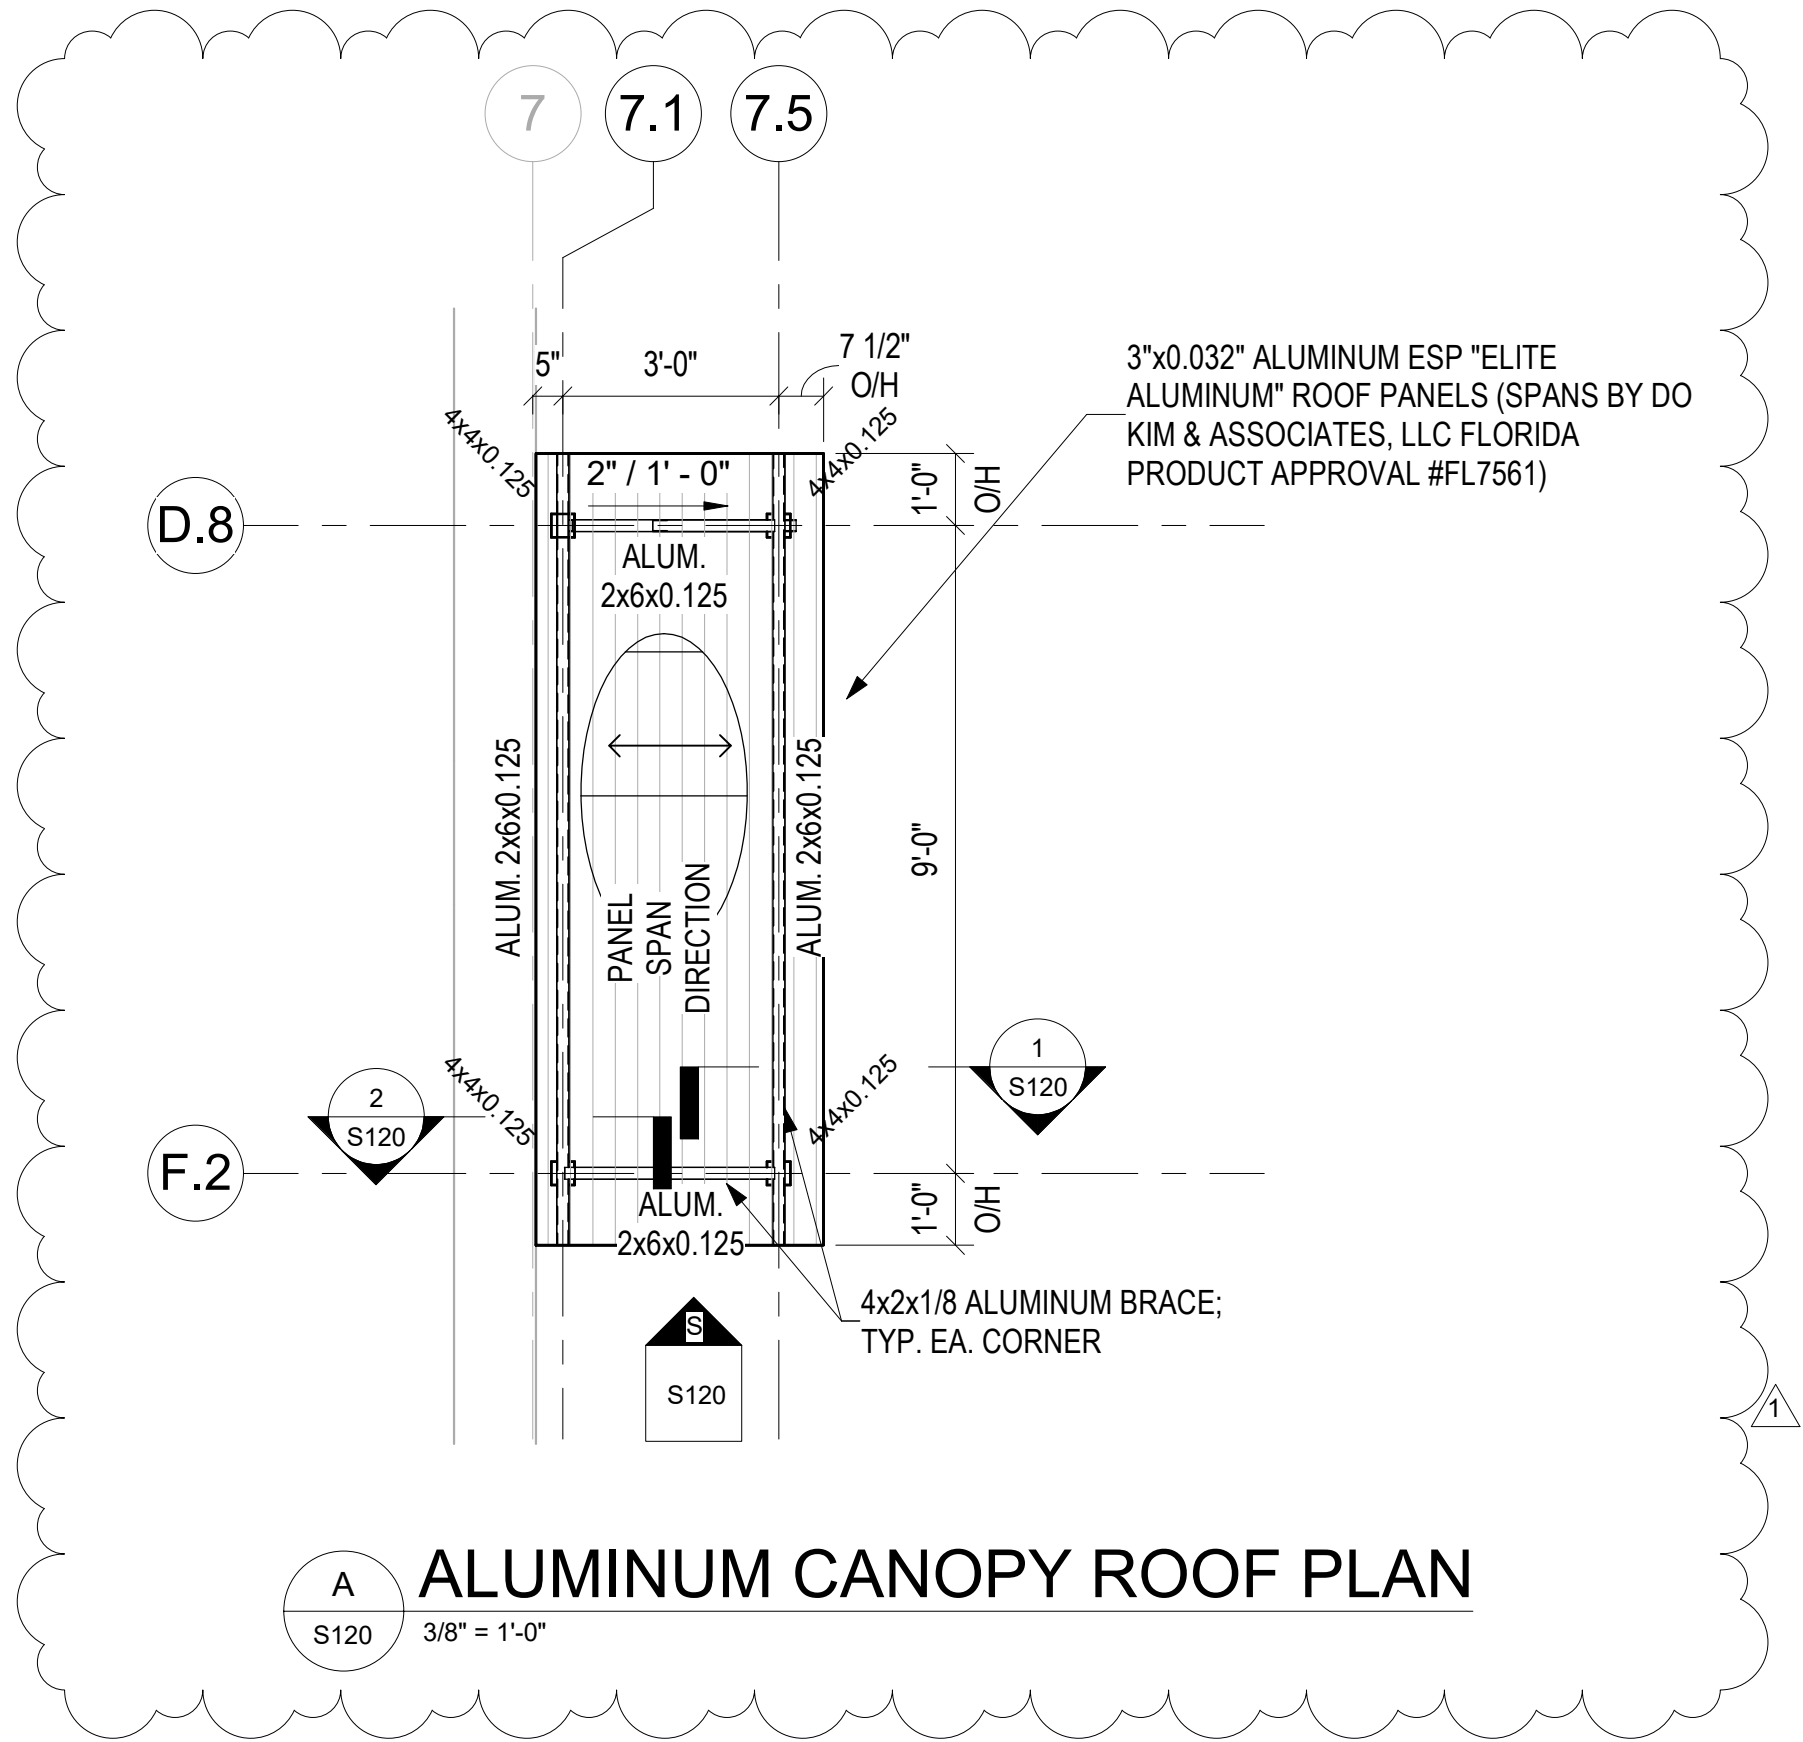 7
7.1
7.5
5"
3'-0"
7 1/2"
O/H
3"x0.032" ALUMINUM ESP "ELITE
ALUMINUM" ROOF PANELS (SPANS BY DO
KIM & ASSOCIATES, LLC FLORIDA
PRODUCT APPROVAL #FL7561)
4x4x0.125
4x4x0.125
2" / 1' - 0"
1'-0"
O/H
D.8
ALUM.
2x6x0.125
ALUM. 2x6x0.125
ALUM. 2x6x0.125
9'-0"
PANEL
SPAN
DIRECTION
1
S120
2
S120
4x4x0.125
4x4x0.125
F.2
ALUM.
2x6x0.125
1'-0"
O/H
4x2x1/8 ALUMINUM BRACE;
TYP. EA. CORNER
S
S120
1
A
S120
ALUMINUM CANOPY ROOF PLAN
3/8" = 1'-0"